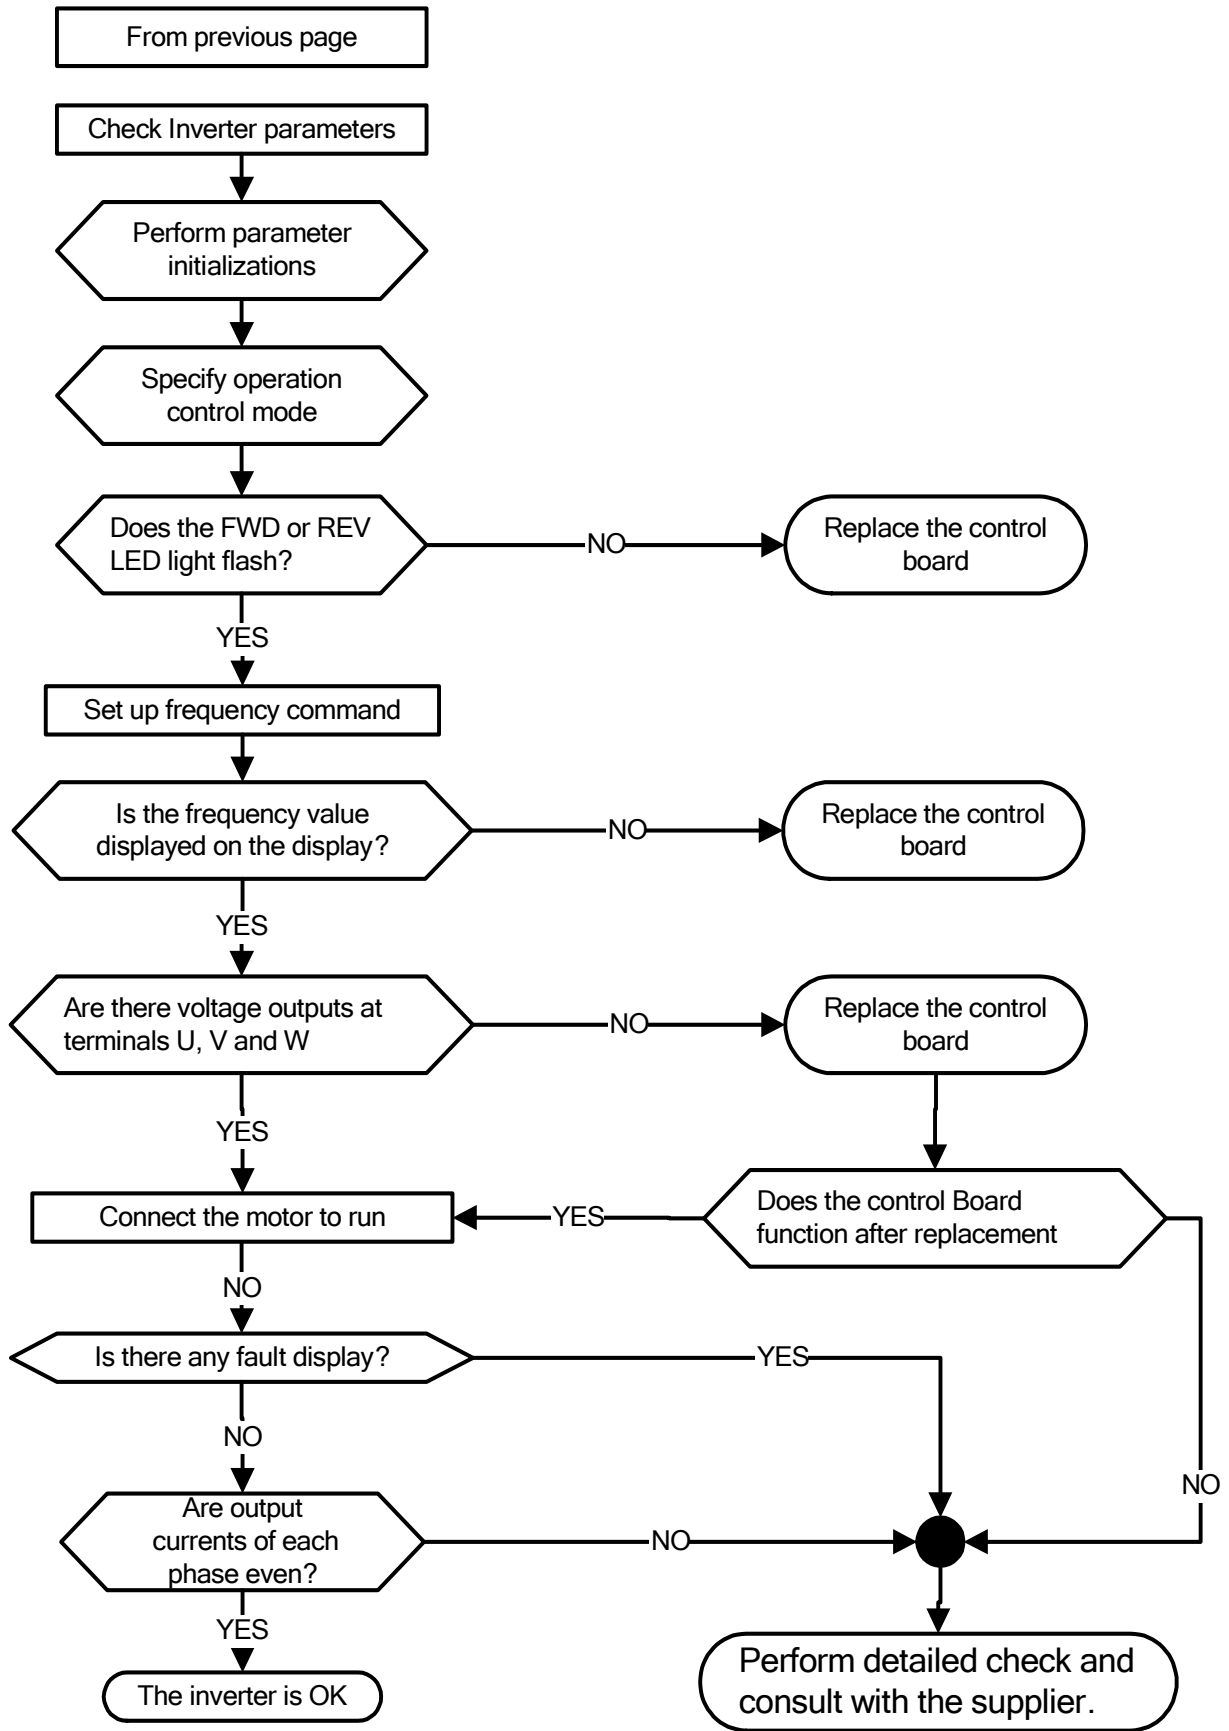 From previous page
Check Inverter parameters
Perform parameter
initializations
Specify operation
control mode
Does the FWD or REV
LED light flash?
NO
Replace the control
board
YES
Set up frequency command
Is the frequency value
displayed on the display?
NO
Replace the control
board
YES
Are there voltage outputs at
terminals U, V and W
NO
Replace the control
board
YES
Connect the motor to run
YES
Does the control Board
function after replacement
NO
Is there any fault display?
YES
NO
NO
Are output
currents of each
phase even?
NO
YES
The inverter is OK
Perform detailed check and
consult with the supplier.